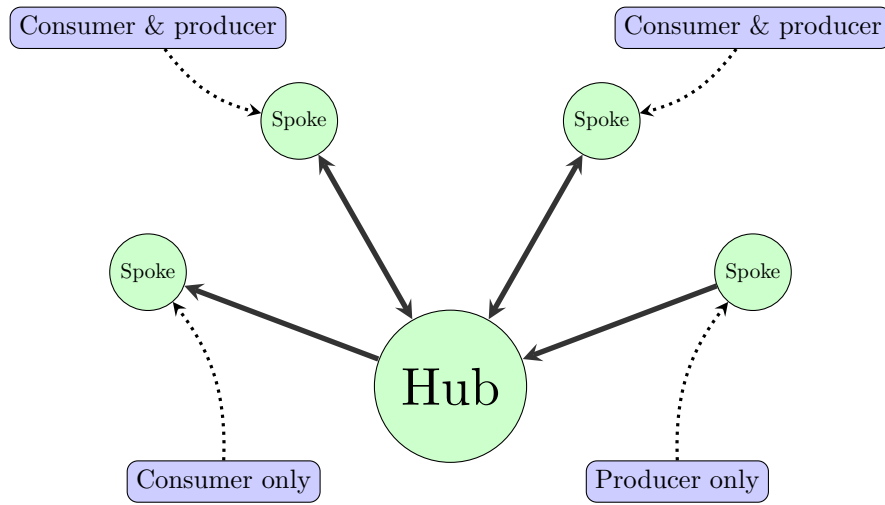 Consumer & producer
Consumer & producer
Spoke
Spoke
Spoke
Spoke
Hub
Consumer only
Producer only